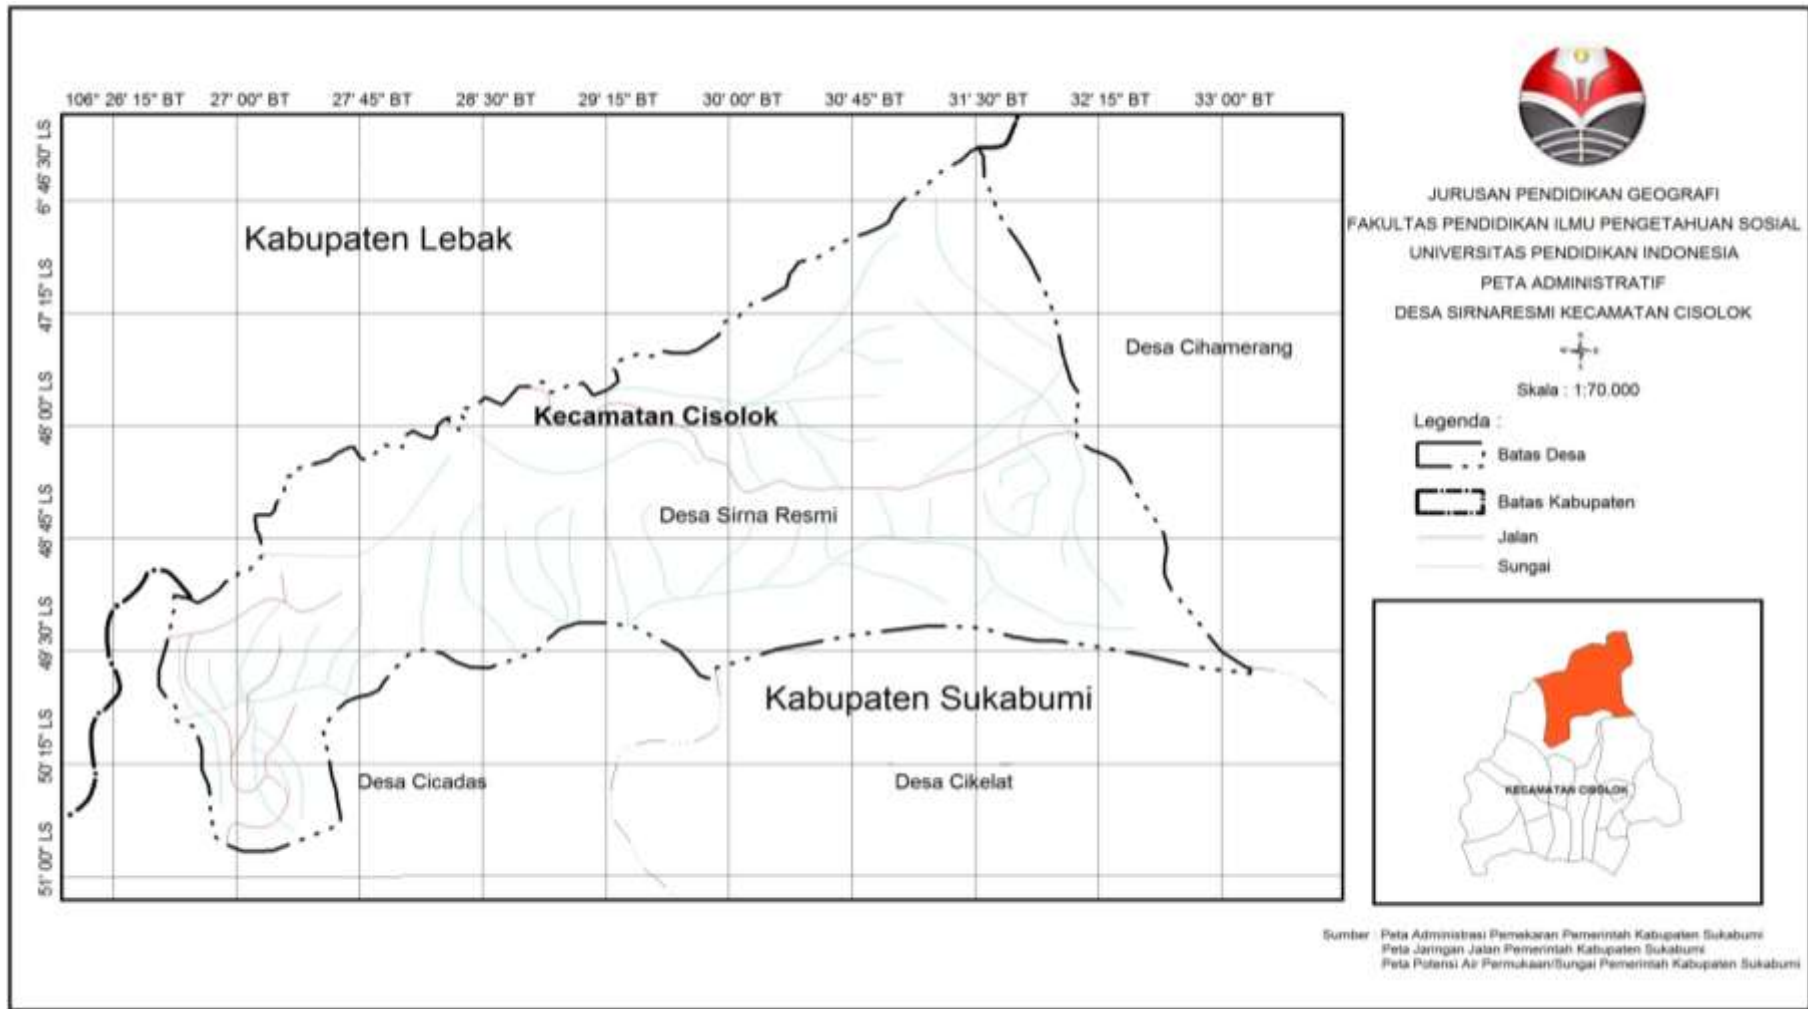 106° 26' 15" BT 27' 00" BT 27' 45" BT 28' 30" BT 29' 15" BT 30' 00" BT 30' 45" BT 31' 30" BT 32' 15" BT 33' 00" BT
6° 46' 30" LS
47' 15" LS
48' 00" LS
48' 45" LS
49' 30" LS
50' 15" LS
51' 00" LS
Kabupaten Lebak
Desa Cihamerang
Kecamatan Cisolok
Desa Sirna Resmi
Kabupaten Sukabumi
Desa Cicadas
Desa Cikelat
JURUSAN PENDIDIKAN GEOGRAFI
FAKULTAS PENDIDIKAN ILMU PENGETAHUAN SOSIAL
UNIVERSITAS PENDIDIKAN INDONESIA
PETA ADMINISTRATIF
DESA SIRNARESMI KECAMATAN CISOLOK
Skala : 1:70.000
Legenda :
Batas Desa
Batas Kabupaten
Jalan
Sungai
KECAMATAN CISOLOK
Sumber : Peta Administrasi Pemekaran Pemerintah Kabupaten Sukabumi
Peta Jaringan Jalan Pemerintah Kabupaten Sukabumi
Peta Potensi Air Permukaan/Sungai Pemerintah Kabupaten Sukabumi